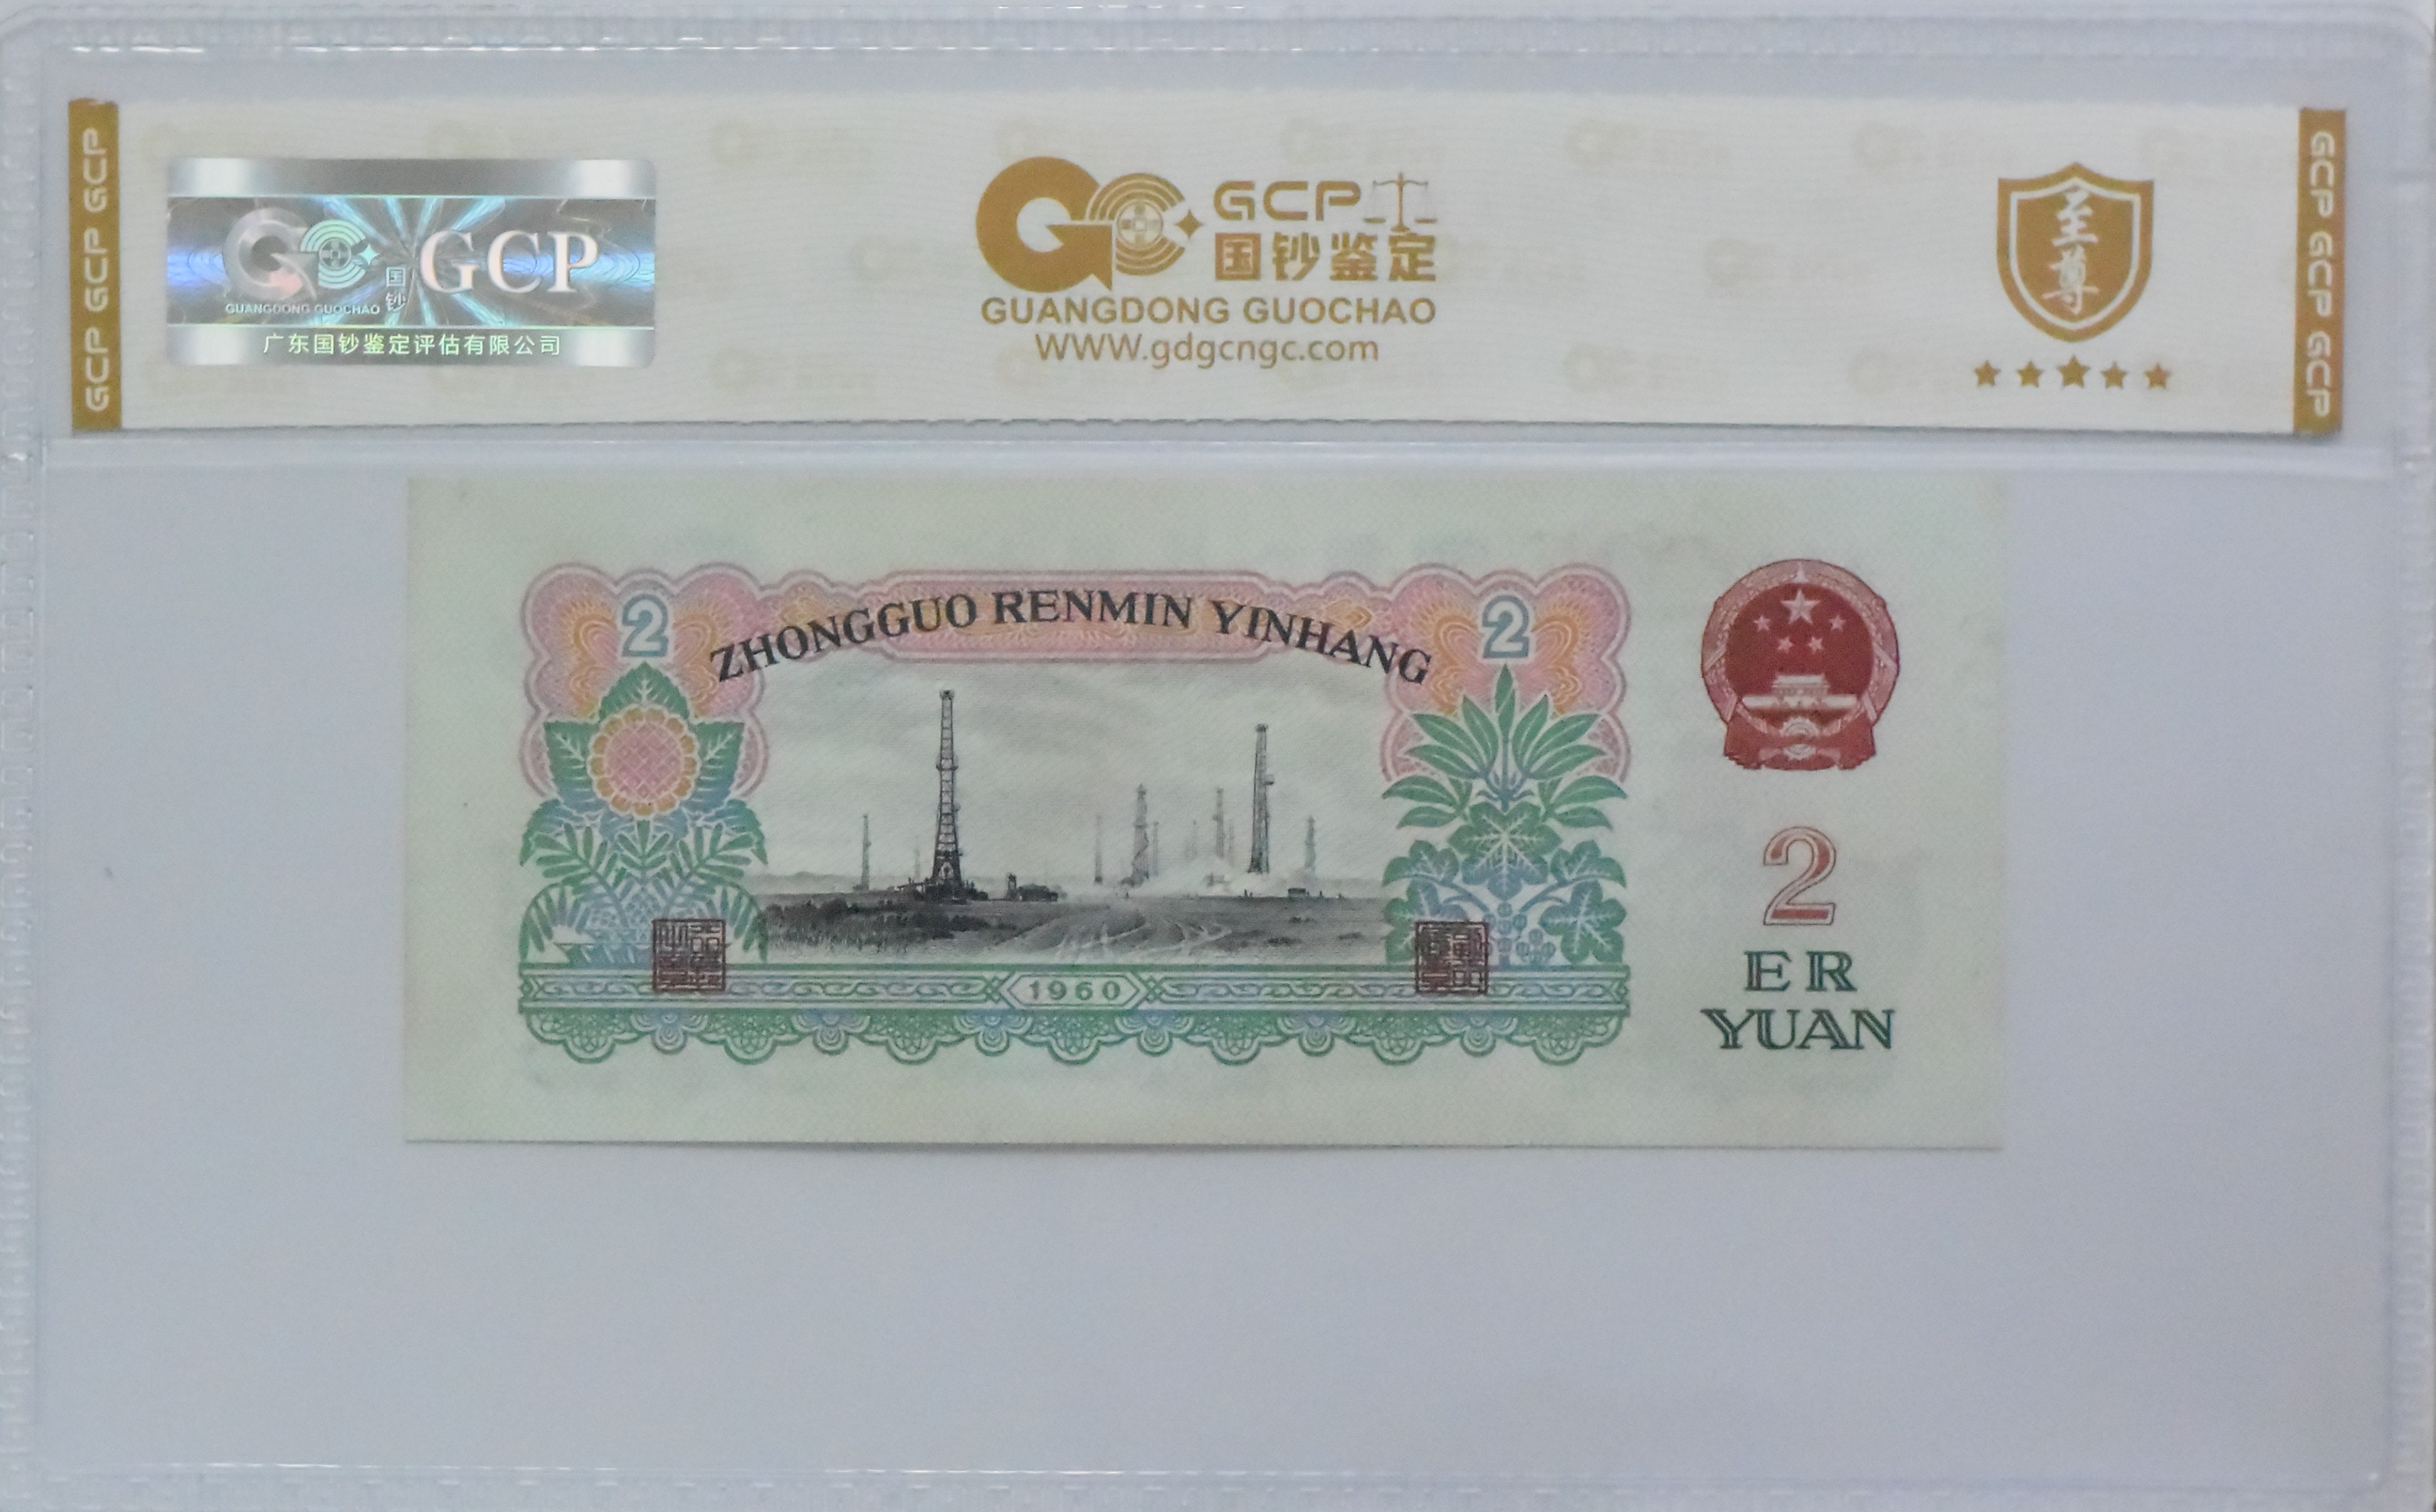 GCP GCP GCP
GCP
国钞
GUANGDONG GUOCHAO
广东国钞鉴定评估有限公司
GCP
国钞鉴定
GUANGDONG GUOCHAO
WWW.gdgcngc.com
至尊
GCP GCP GCP
2
ZHONGGUO RENMIN YINHANG
2
1960
2
ER
YUAN